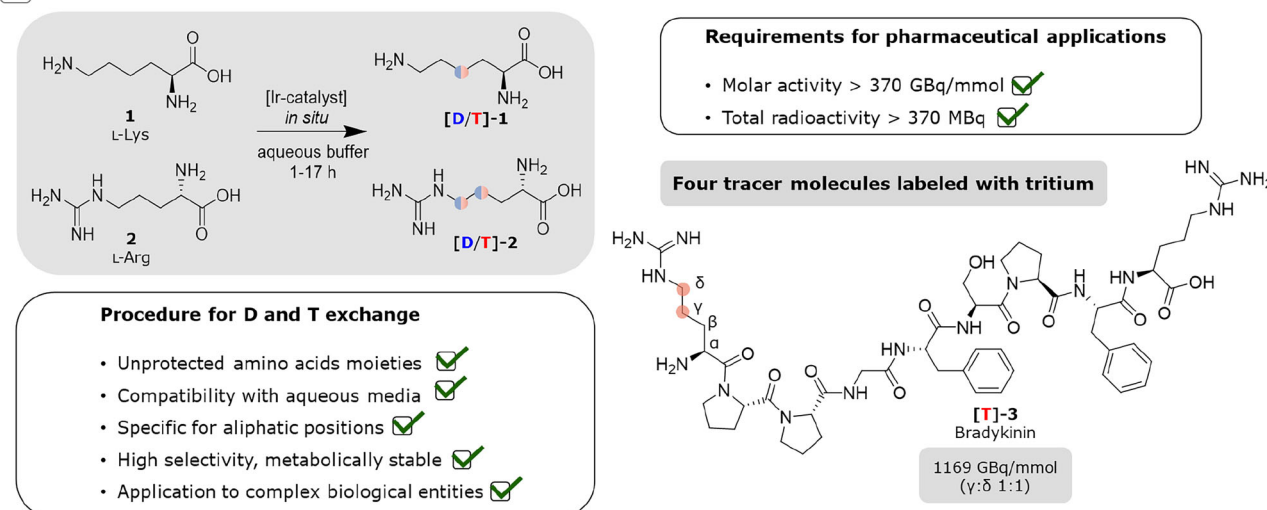 H₂N
O
OH
NH₂
1
L-Lys
H₂N
H
N
NH
NH₂
OH
O
2
L-Arg
[Ir-catalyst]
in situ
aqueous buffer
1-17 h
H₂N
O
OH
NH₂
[D/T]-1
H₂N
H
N
NH
NH₂
OH
O
[D/T]-2
Procedure for D and T exchange
• Unprotected amino acids moieties
• Compatibility with aqueous media
• Specific for aliphatic positions
• High selectivity, metabolically stable
• Application to complex biological entities
Requirements for pharmaceutical applications
• Molar activity > 370 GBq/mmol
• Total radioactivity > 370 MBq
Four tracer molecules labeled with tritium
H₂N
NH
HN
δ
γ
β
α
H₂N
O
N
O
N
O
NH
O
HN
O
NH
OH
O
N
O
H
N
O
HN
O
OH
NH
HN
NH₂
[T]-3
Bradykinin
1169 GBq/mmol
(γ:δ 1:1)